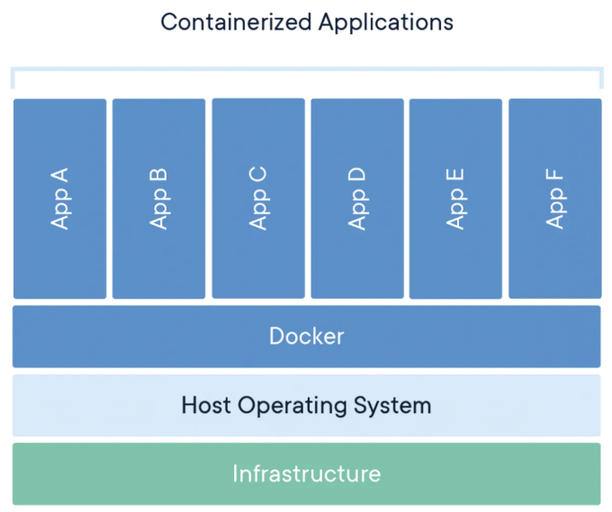 Containerized Applications
App A
App B
App C
App D
App E
App F
Docker
Host Operating System
Infrastructure